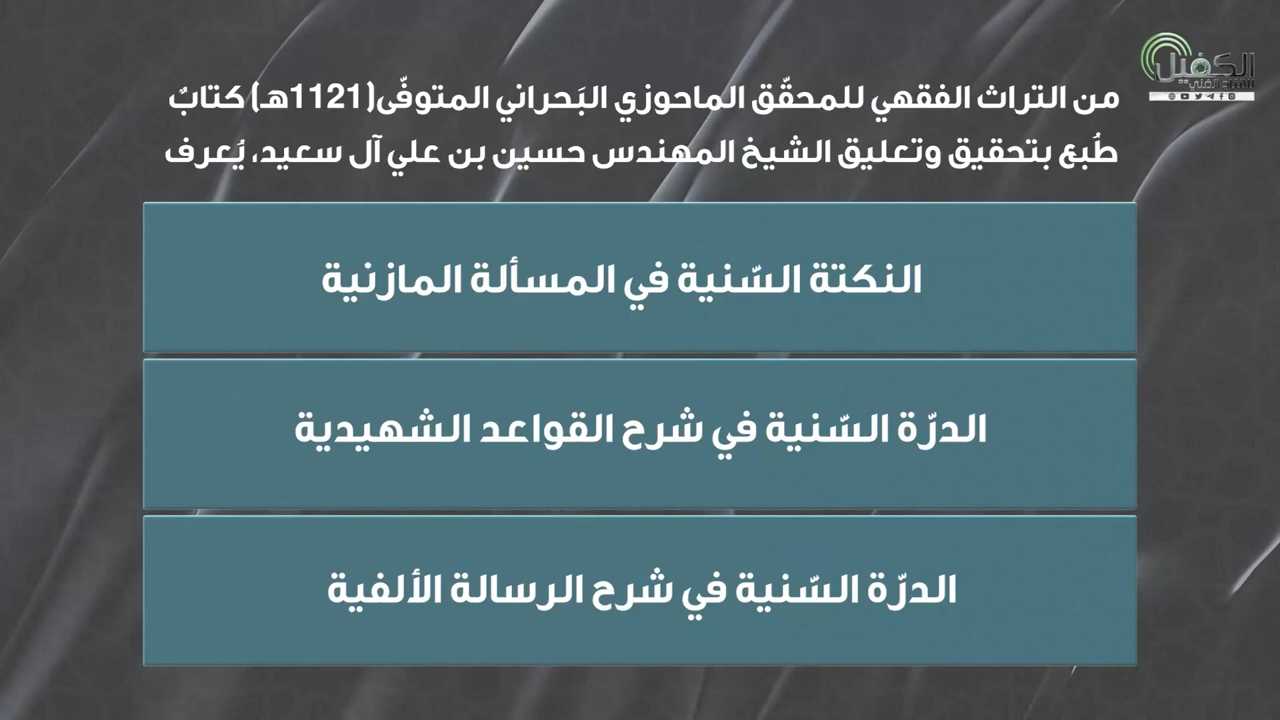 الكفيل
من التراث الفقهي للمحقّق الماحوزي البَحراني المتوفّى(1121هـ) كتابٌ
طُبع بتحقيق وتعليق الشيخ المهندس حسين بن علي آل سعيد، يُعرف
النكتة السّنية في المسألة المازنية
الدرّة السّنية في شرح القواعد الشهيدية
الدرّة السّنية في شرح الرسالة الألفية